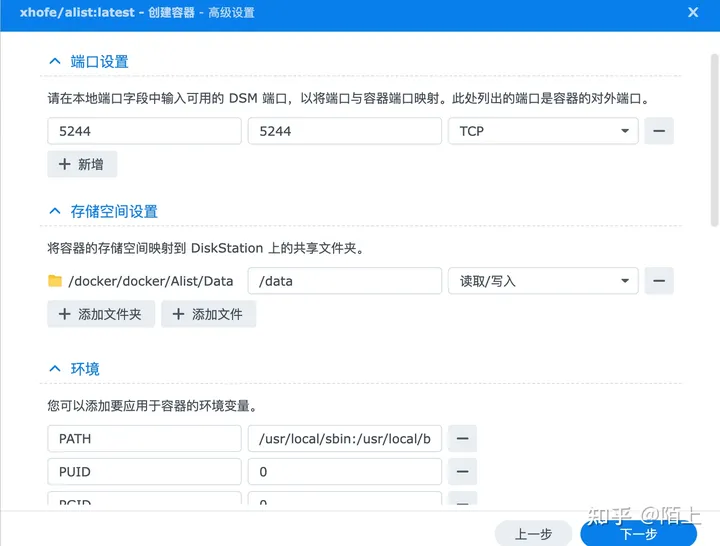 xhofe/alist:latest - 创建容器 - 高级设置
端口设置
请在本地端口字段中输入可用的 DSM 端口，以将端口与容器端口映射。此处列出的端口是容器的对外端口。
5244 5244 TCP
新增
存储空间设置
将容器的存储空间映射到 DiskStation 上的共享文件夹。
/docker/docker/Alist/Data /data 读取/写入
添加文件夹 添加文件
环境
您可以添加要应用于容器的环境变量。
PATH /usr/local/sbin:/usr/local/b
PUID 0
PGID 0
知乎 @陌上
上一步 下一步